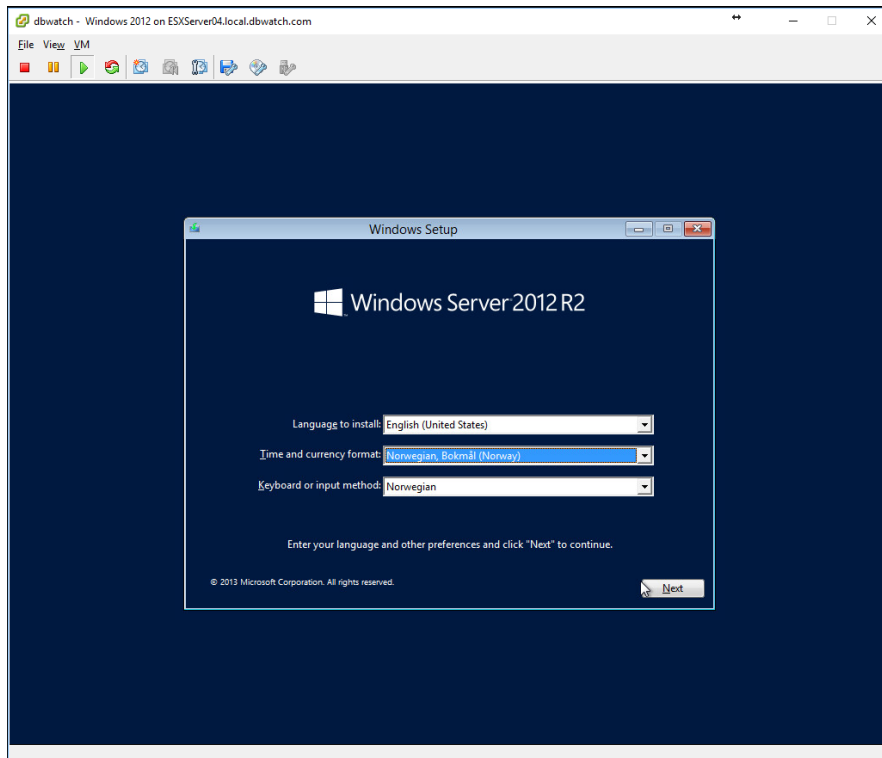 dbwatch - Windows 2012 on ESXServer04.local.dbwatch.com
File View VM
Windows Setup
Windows Server 2012 R2
Language to install: English (United States)
Time and currency format: Norwegian, Bokmål (Norway)
Keyboard or input method: Norwegian
Enter your language and other preferences and click "Next" to continue.
© 2013 Microsoft Corporation. All rights reserved.
Next